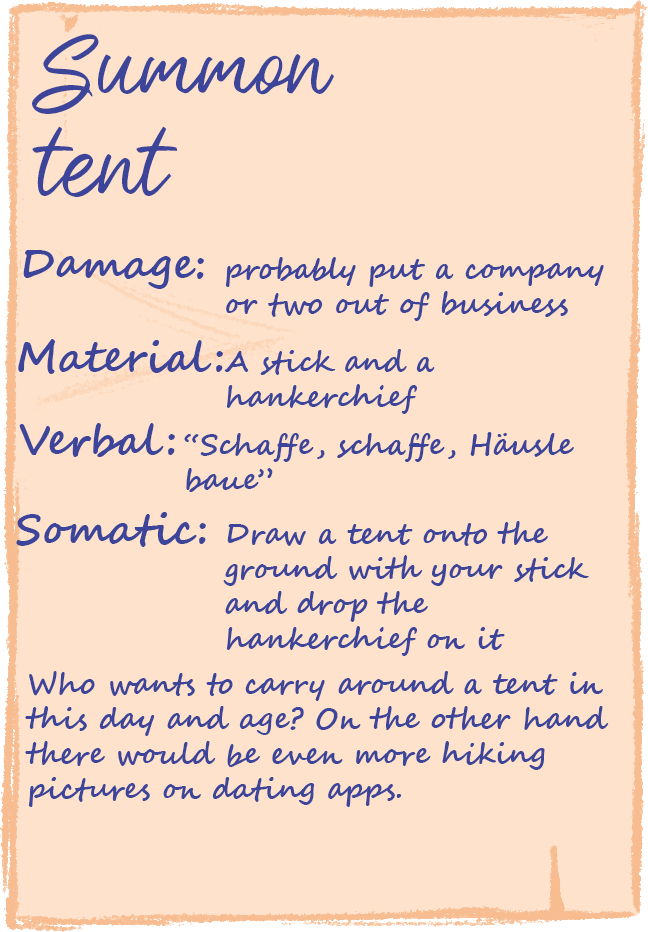 Summon
tent
Damage: probably put a company
or two out of business
Material: A stick and a
hankerchief
Verbal: “Schaffe, schaffe, Häusle
baue”
Somatic: Draw a tent onto the
ground with your stick
and drop the
hankerchief on it
Who wants to carry around a tent in
this day and age? On the other hand
there would be even more hiking
pictures on dating apps.